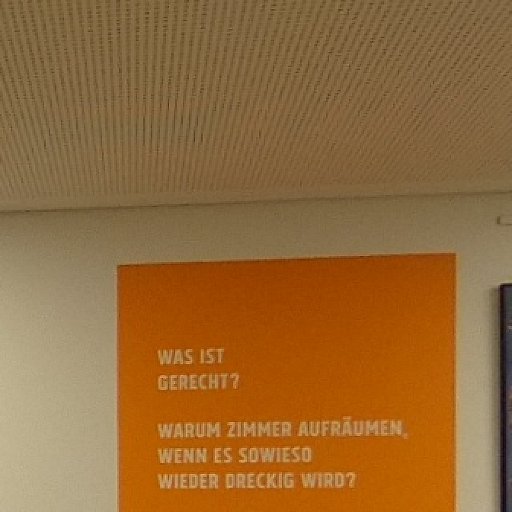 WAS IST
GERECHT?
WARUM ZIMMER AUFRÄUMEN,
WENN ES SOWIESO
WIEDER DRECKIG WIRD?